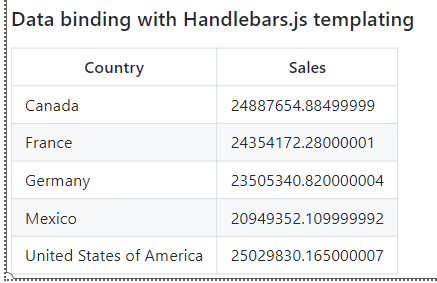 Data binding with Handlebars.js templating
Country Sales
Canada 24887654.88499999
France 24354172.28000001
Germany 23505340.820000004
Mexico 20949352.109999992
United States of America 25029830.165000007